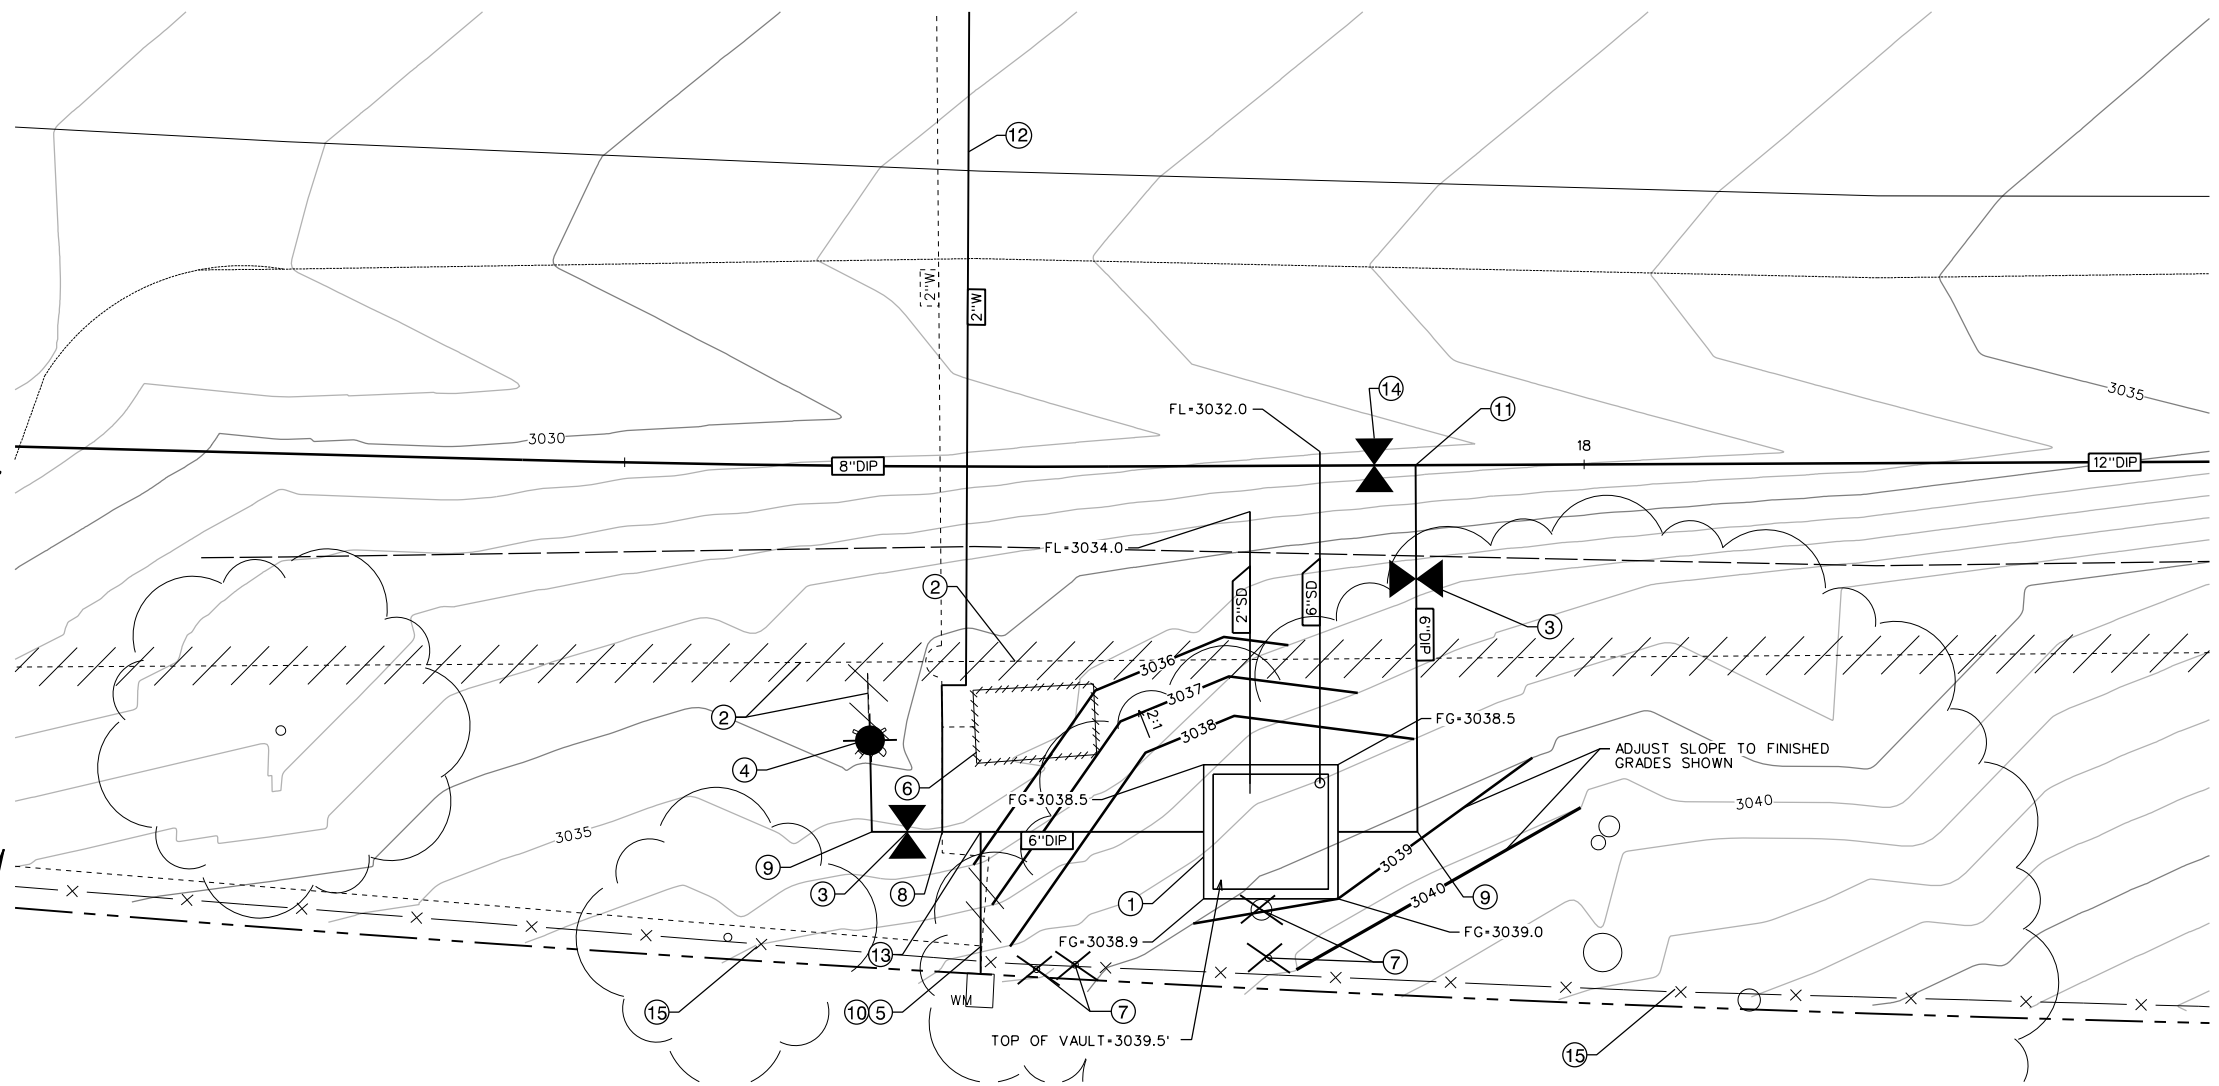 12
2"W
2"W
3035
14
FL=3032.0
11
18
3030
8"DIP
12"DIP
FL=3034.0
2
2"SD
6"SD
3
6"DIP
3036
3037
2
2:1
3038
FG=3038.5
ADJUST SLOPE TO FINISHED
GRADES SHOWN
4
6
FG=3038.5
3040
3035
6"DIP
9
3
8
3039
1
3040
9
FG=3038.9
FG=3039.0
13
7
WM
15
10
5
7
TOP OF VAULT=3039.5'
15